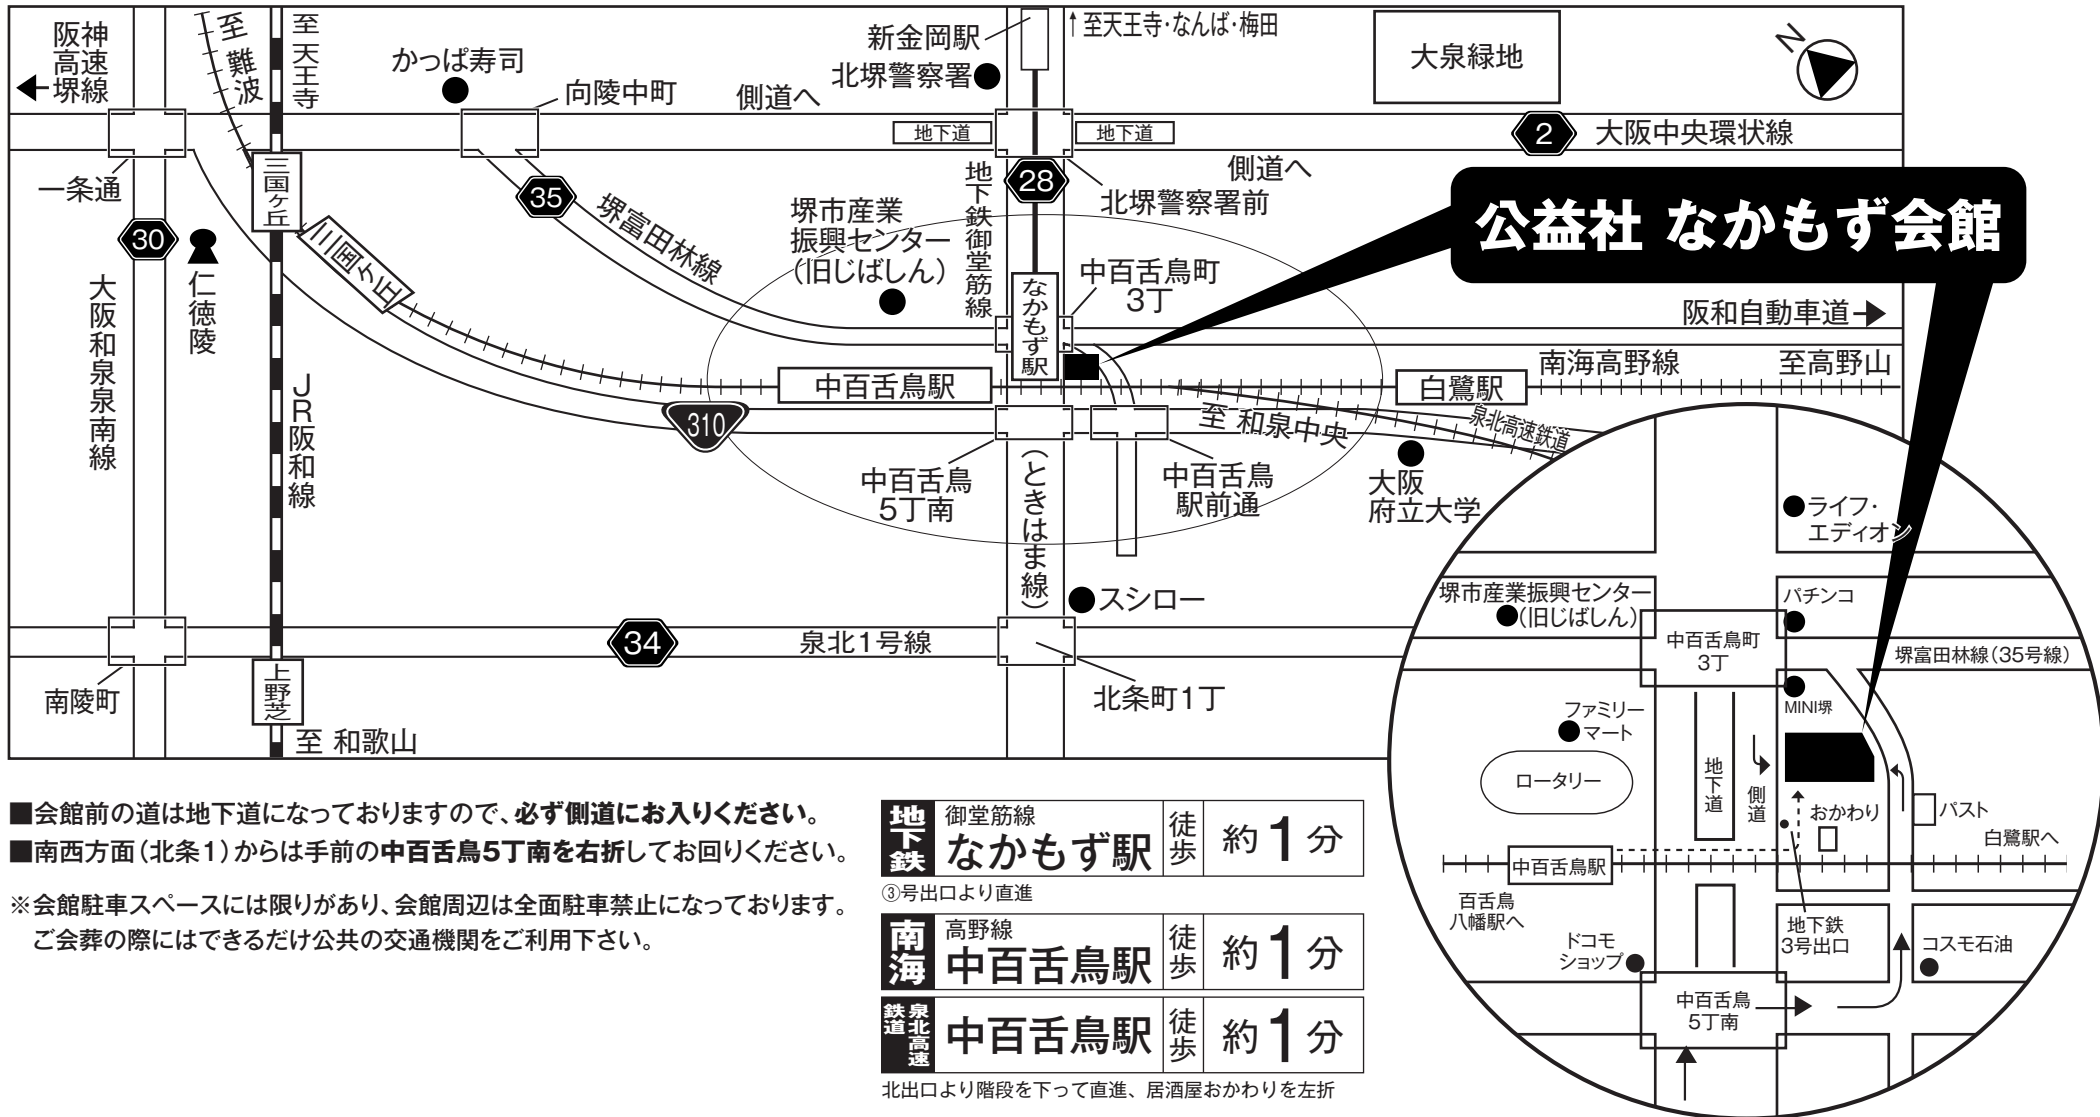 阪神
高速
堺線
至 難波
至 天王寺
かっぱ寿司
向陵中町
側道へ
新金岡駅
北堺警察署
↑至天王寺・なんば・梅田
大泉緑地
N
地下道
地下道
2
大阪中央環状線
側道へ
一条通
三国ヶ丘
35
堺富田林線
28
地下鉄御堂筋線
北堺警察署前
公益社 なかもず会館
30
仁徳陵
三国ヶ丘
堺市産業
振興センター
(旧じばしん)
なかもず駅
中百舌鳥町
3丁
阪和自動車道
大阪和泉泉南線
JR阪和線
中百舌鳥駅
白鷺駅
南海高野線
至高野山
310
至 和泉中央
泉北高速鉄道
中百舌鳥
5丁南
(ときはま線)
中百舌鳥
駅前通
大阪
府立大学
スシロー
34
泉北1号線
南陵町
上野芝
北条町1丁
至 和歌山
ライフ・
エディオン
堺市産業振興センター
(旧じばしん)
パチンコ
中百舌鳥町
3丁
堺富田林線(35号線)
MINI堺
ファミリー
マート
ロータリー
地下道
側道
おかわり
パスト
白鷺駅へ
中百舌鳥駅
百舌鳥
八幡駅へ
地下鉄
3号出口
ドコモ
ショップ
コスモ石油
中百舌鳥
5丁南
■会館前の道は地下道になっておりますので、必ず側道にお入りください。
■南西方面(北条1)からは手前の中百舌鳥5丁南を右折してお回りください。
※会館駐車スペースには限りがあり、会館周辺は全面駐車禁止になっております。
ご会葬の際にはできるだけ公共の交通機関をご利用下さい。
地下鉄 御堂筋線 なかもず駅 徒歩 約1分
③号出口より直進
南海 高野線 中百舌鳥駅 徒歩 約1分
泉北高速鉄道 中百舌鳥駅 徒歩 約1分
北出口より階段を下って直進、居酒屋おかわりを左折